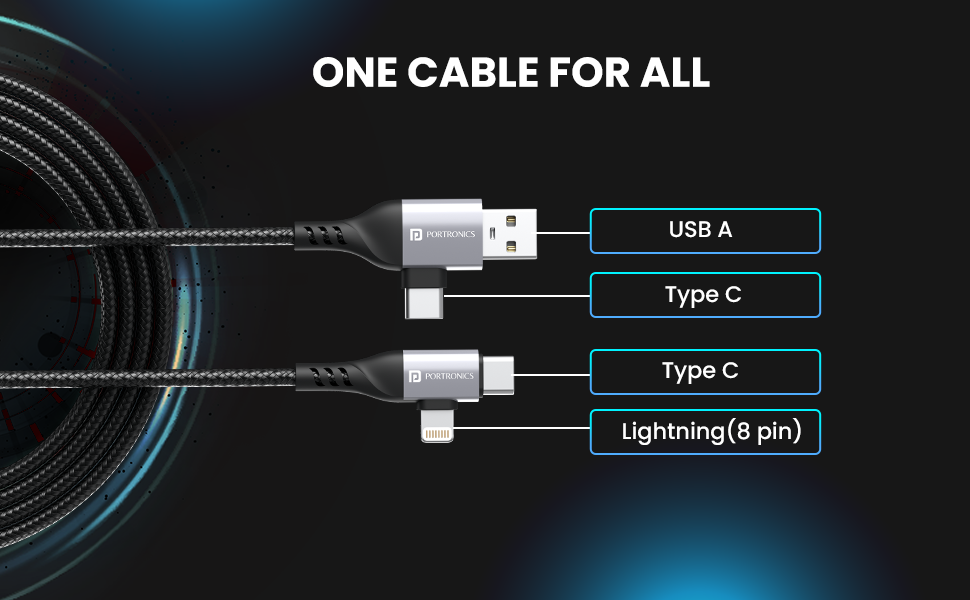 ONE CABLE FOR ALL
PORTRONICS
USB A
Type C
PORTRONICS
Type C
Lightning(8 pin)